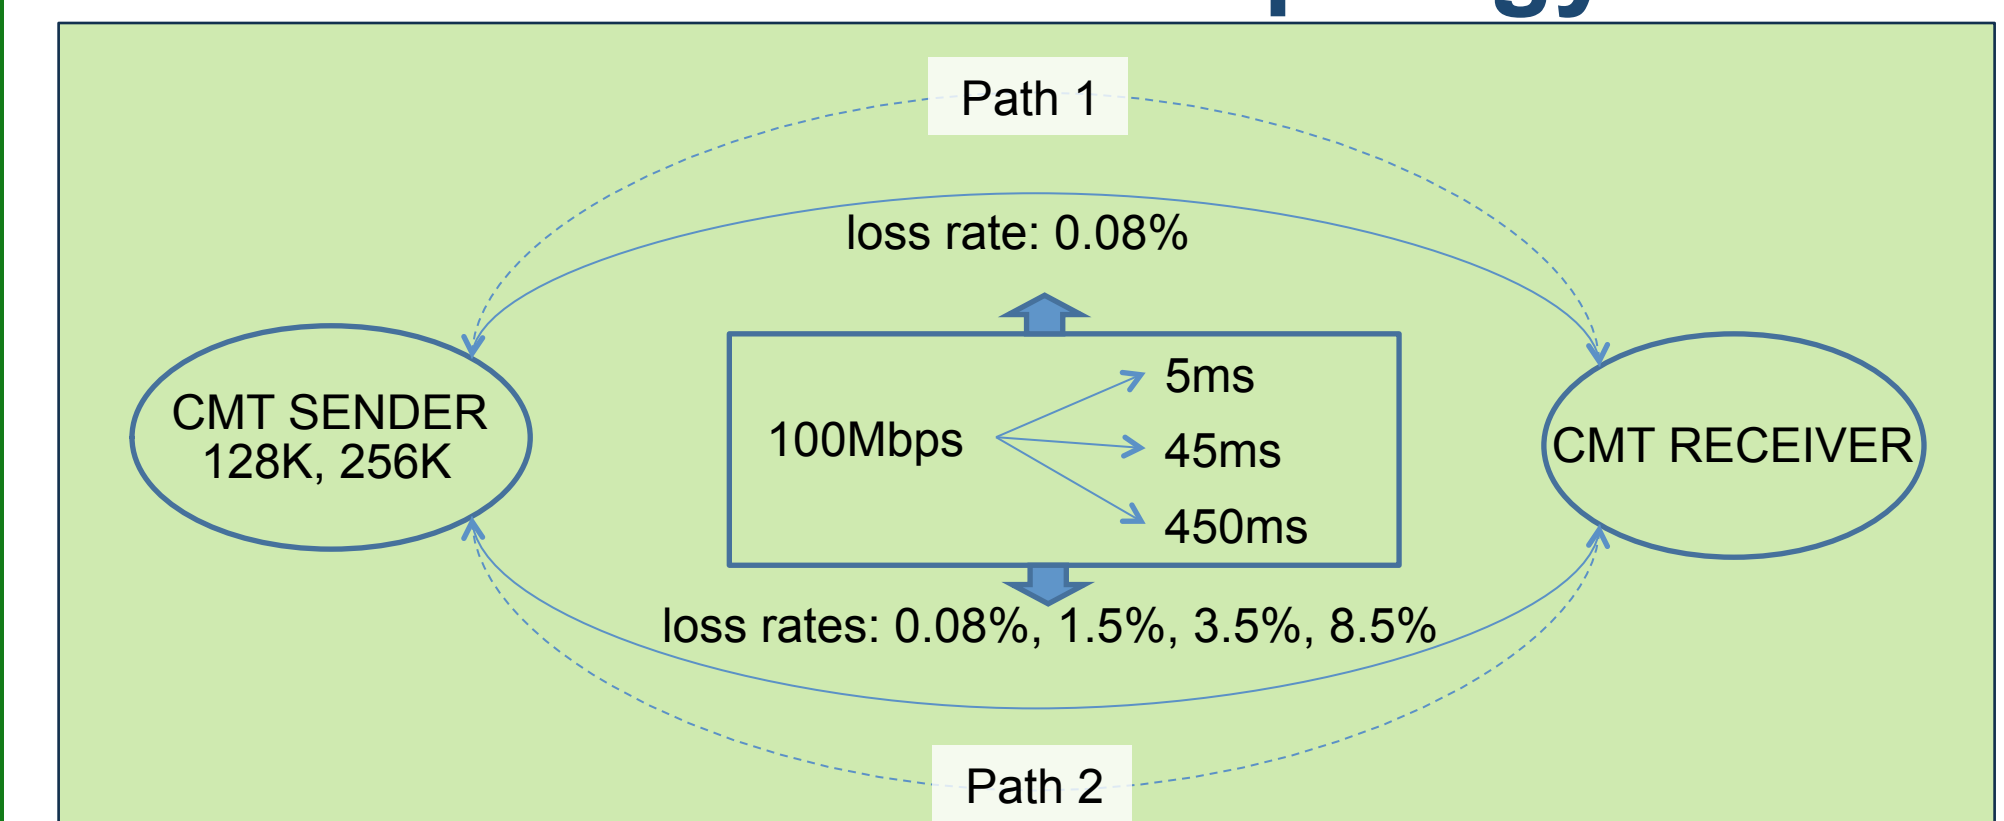 Path 1
loss rate: 0.08%
CMT SENDER
128K, 256K
100Mbps
5ms
45ms
450ms
CMT RECEIVER
loss rates: 0.08%, 1.5%, 3.5%, 8.5%
Path 2